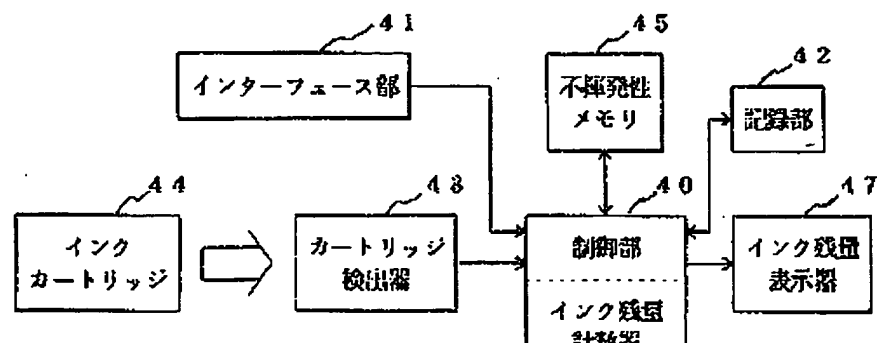 ４１
インターフェース部
４５
不揮発性
メモリ
４２
記録部
４４
インク
カートリッジ
４３
カートリッジ
検出器
４０
制御部
インク残量
計数器
４７
インク残量
表示器